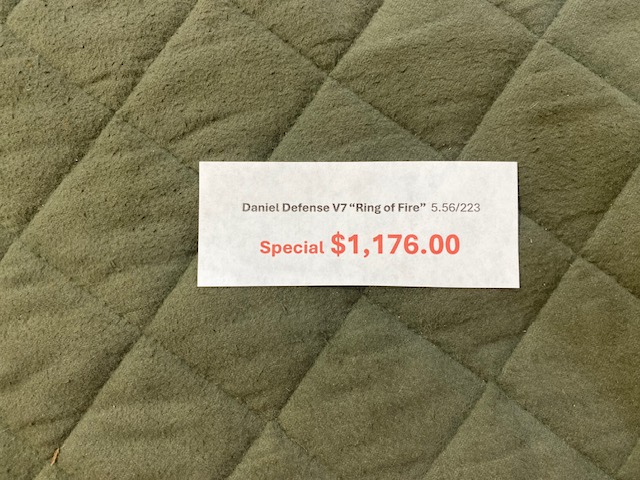 Daniel Defense V7 “Ring of Fire” 5.56/223
Special $1,176.00